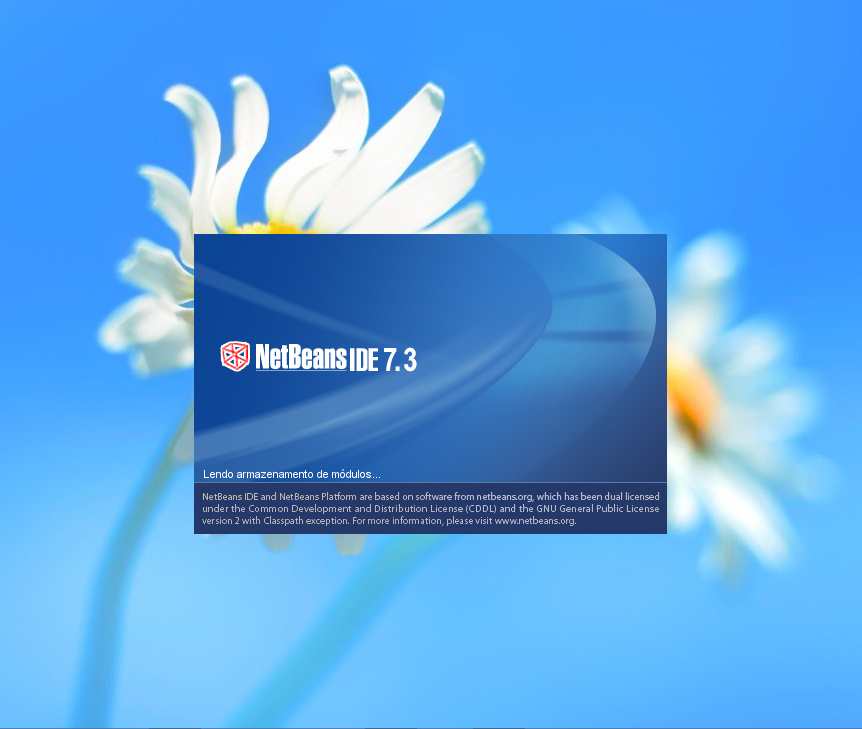 NetBeans IDE 7.3
Lendo armazenamento de módulos...
NetBeans IDE and NetBeans Platform are based on software from netbeans.org, which has been dual licensed
under the Common Development and Distribution License (CDDL) and the GNU General Public License
version 2 with Classpath exception. For more information, please visit www.netbeans.org.